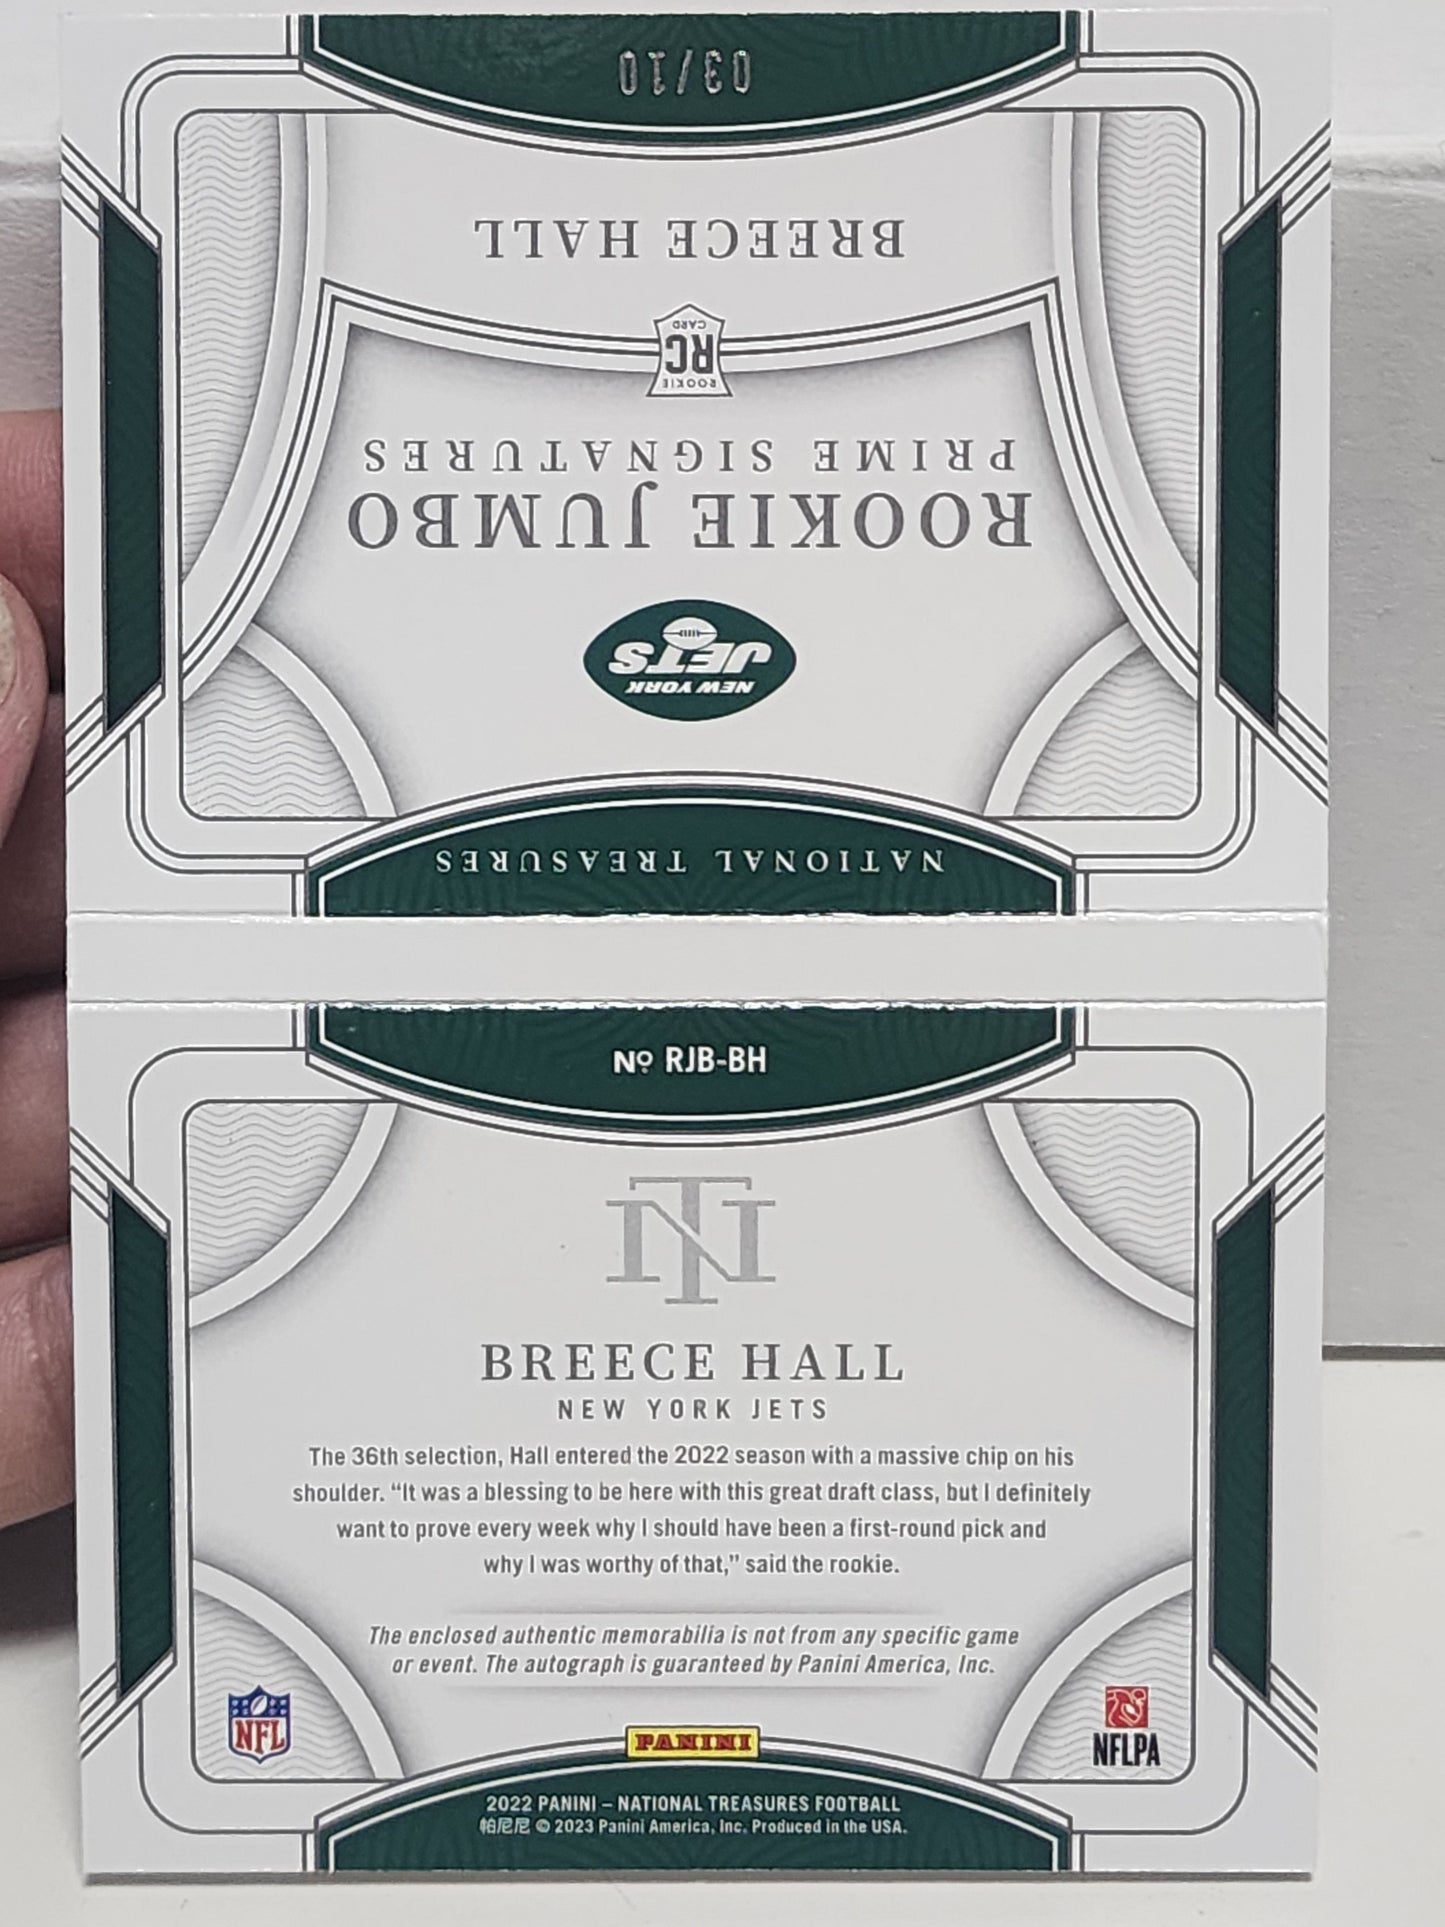 03/10
BREECE HALL
ROOKIE
RC
CARD
ROOKIE JUMBO
PRIME SIGNATURES
NEW YORK
JETS
NATIONAL TREASURES
Nº RJB-BH
NT
BREECE HALL
NEW YORK JETS
The 36th selection, Hall entered the 2022 season with a massive chip on his
shoulder. “It was a blessing to be here with this great draft class, but I definitely
want to prove every week why I should have been a first-round pick and
why I was worthy of that,” said the rookie.
The enclosed authentic memorabilia is not from any specific game
or event. The autograph is guaranteed by Panini America, Inc.
NFL
PANINI
NFLPA
2022 PANINI – NATIONAL TREASURES FOOTBALL
帕尼尼 © 2023 Panini America, Inc. Produced in the USA.